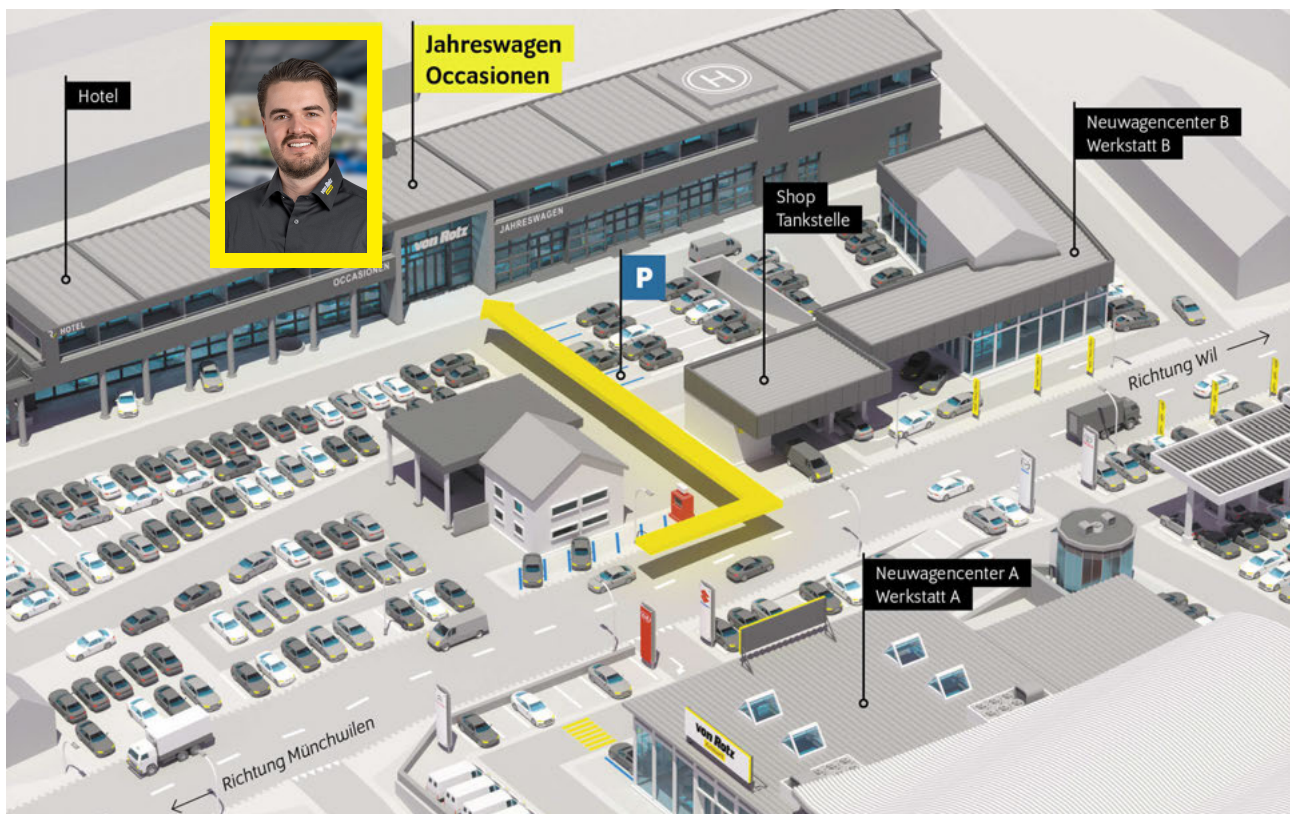 Jahreswagen
Occasionen
Hotel
Neuwagencenter B
Werkstatt B
Shop
Tankstelle
von Rotz
JAHRESWAGEN
OCCASIONEN
HOTEL
P
H
Richtung Wil
Neuwagencenter A
Werkstatt A
von Rotz
Richtung Münchwilen